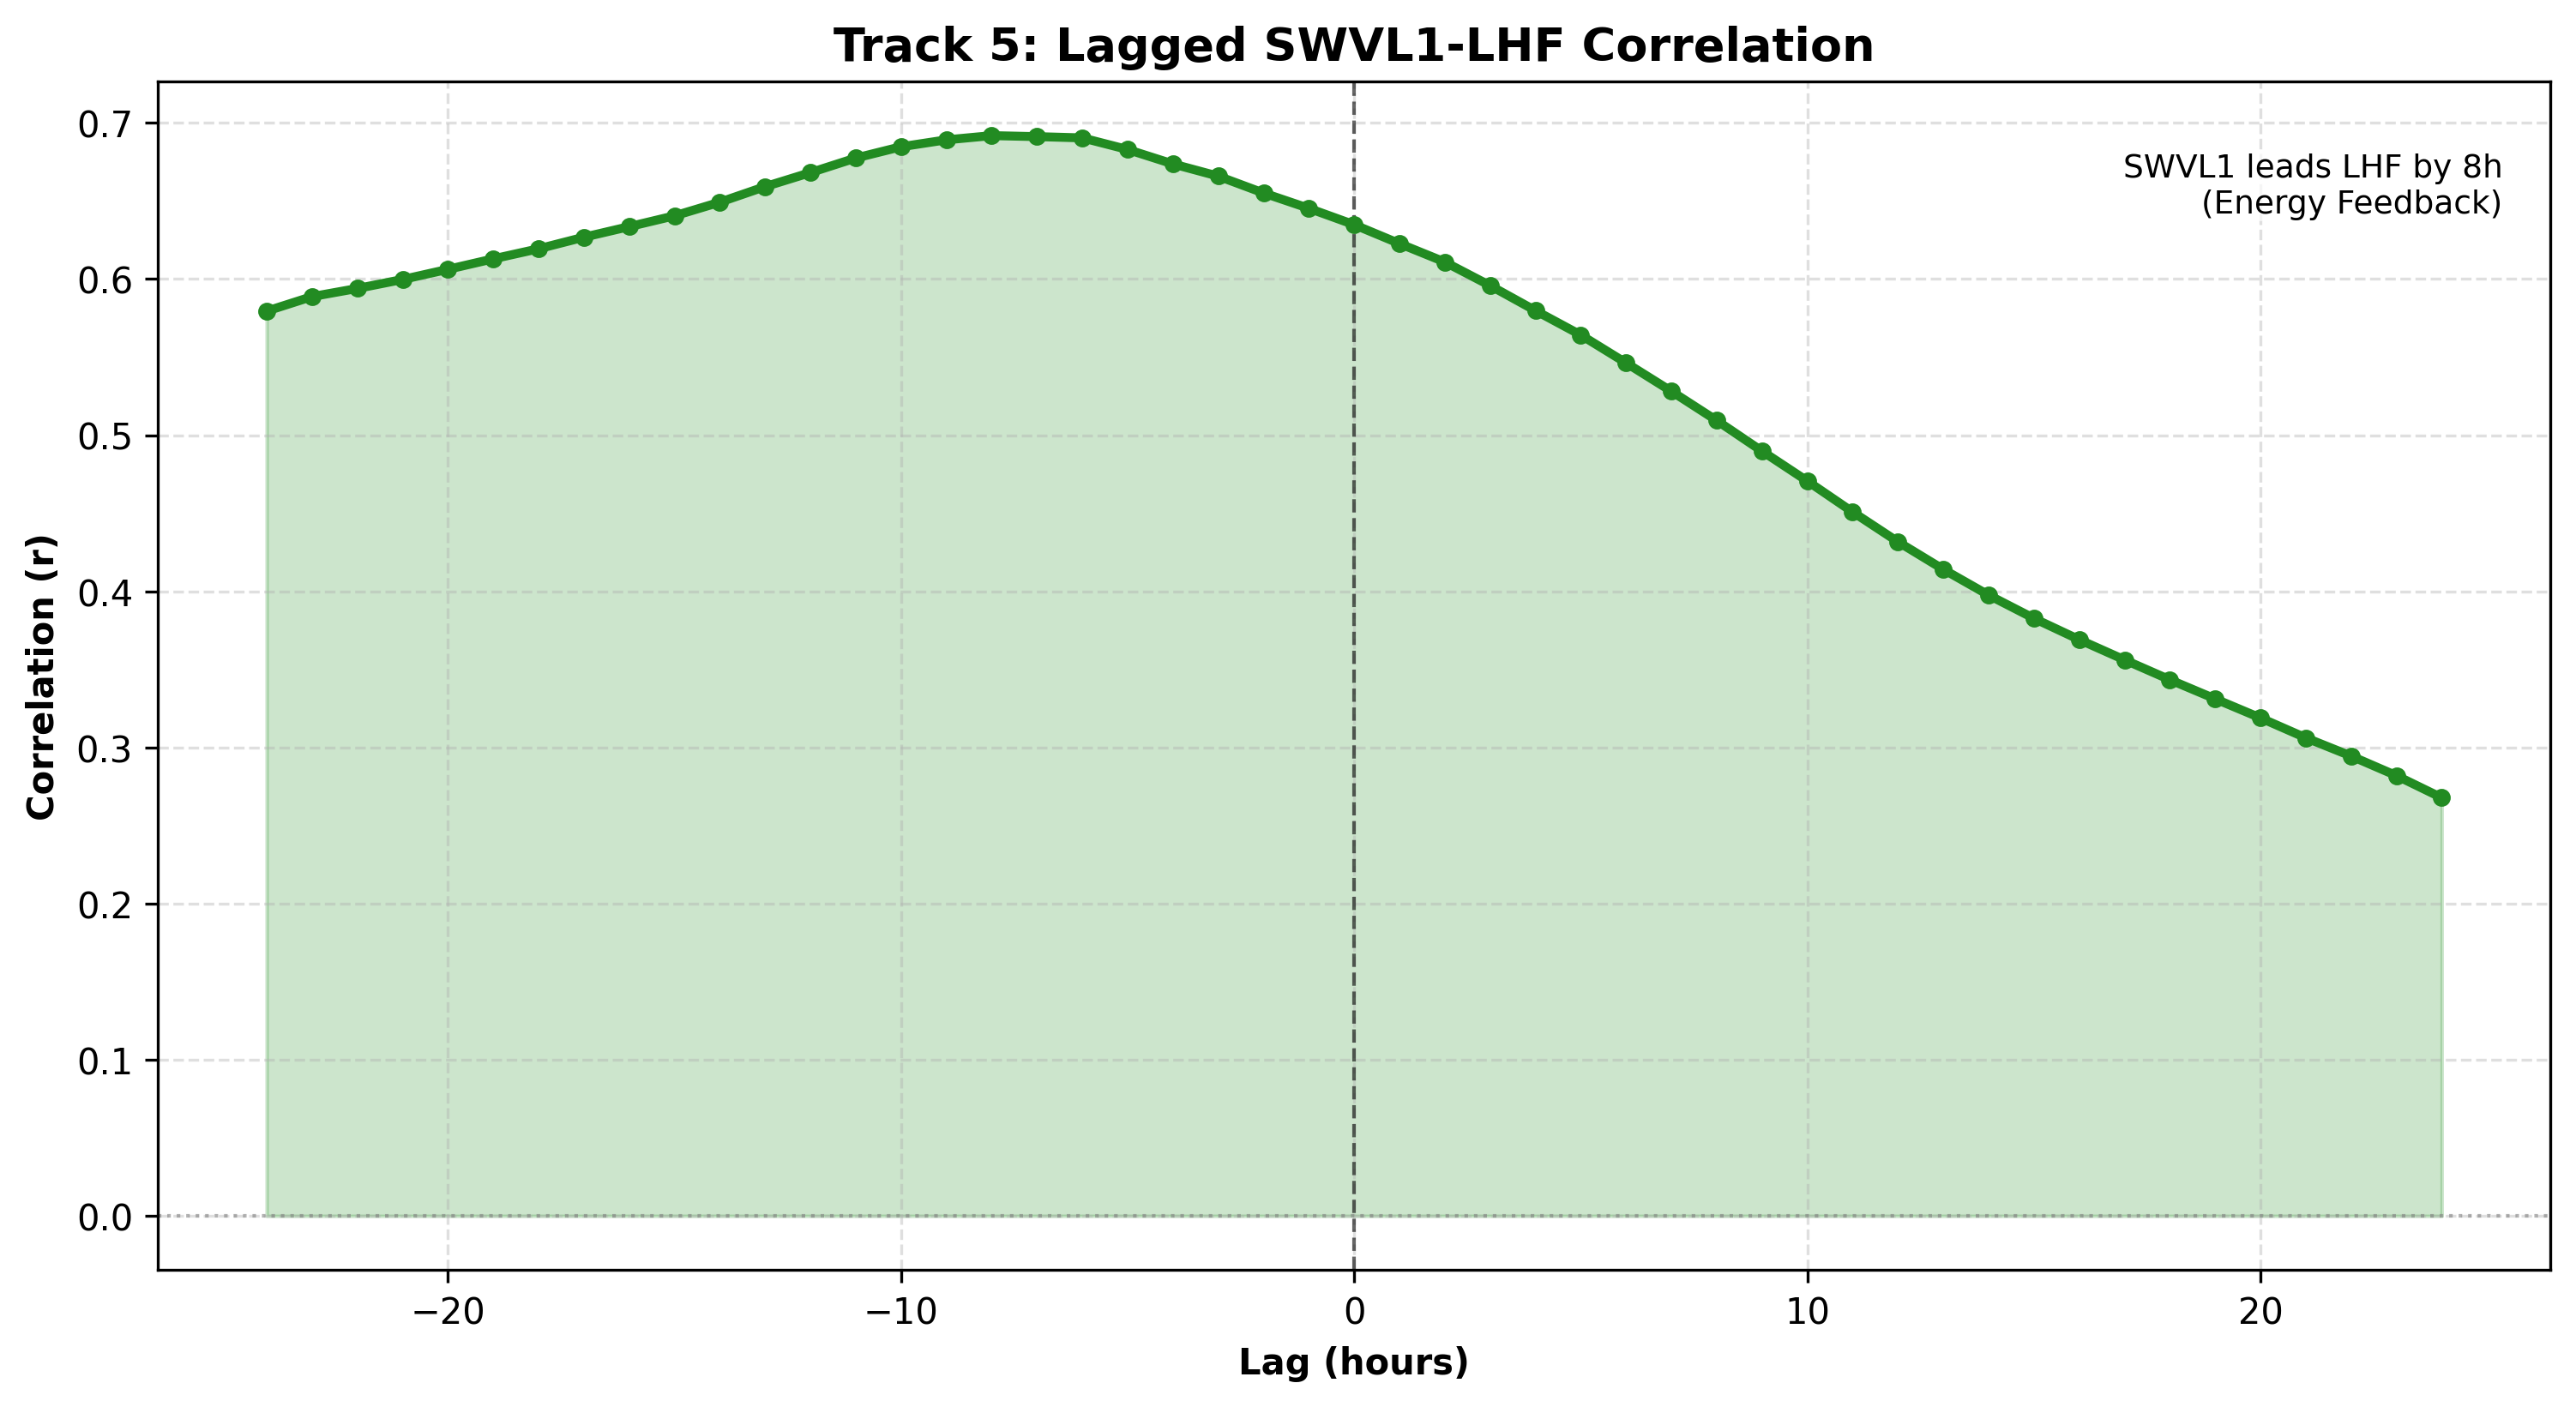 Track 5: Lagged SWVL1-LHF Correlation
SWVL1 leads LHF by 8h
(Energy Feedback)
Correlation (r)
0.7
0.6
0.5
0.4
0.3
0.2
0.1
0.0
−20
−10
0
10
20
Lag (hours)